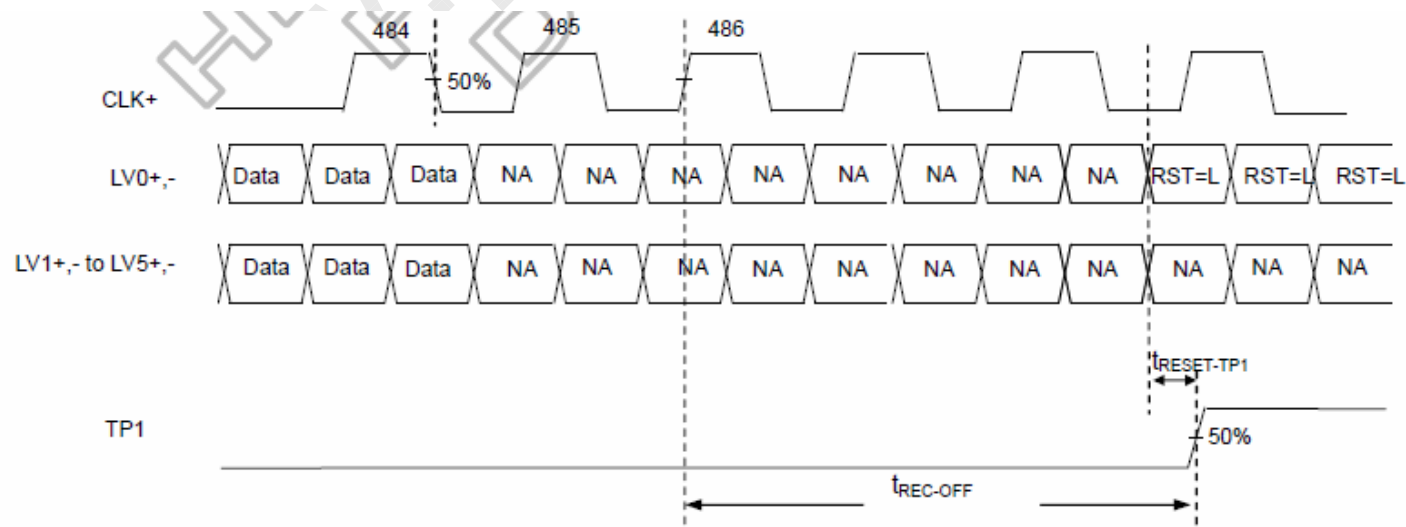 484 485 486
50%
CLK+
LV0+,- Data Data Data NA NA NA NA NA NA NA NA RST=L RST=L RST=L
LV1+,- to LV5+,- Data Data Data NA NA NA NA NA NA NA NA NA NA NA
tRESET-TP1
TP1
50%
tREC-OFF